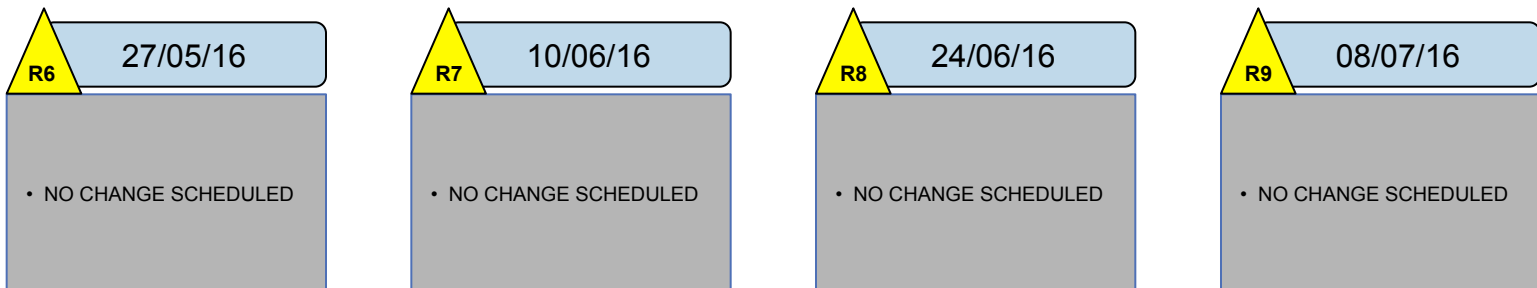 R6 27/05/16
• NO CHANGE SCHEDULED
R7 10/06/16
• NO CHANGE SCHEDULED
R8 24/06/16
• NO CHANGE SCHEDULED
R9 08/07/16
• NO CHANGE SCHEDULED